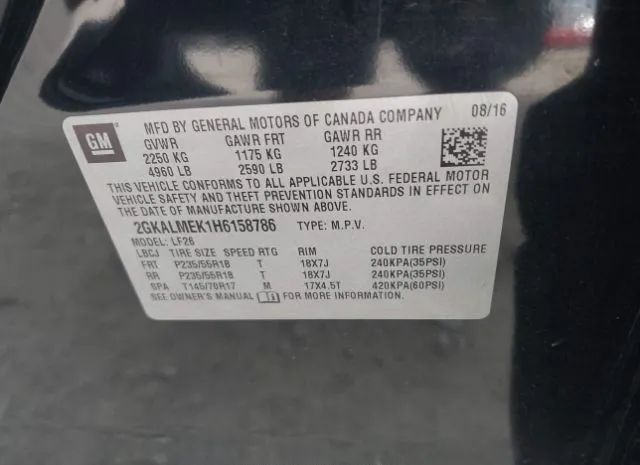 GM
MFD BY GENERAL MOTORS OF CANADA COMPANY 08/16
GVWR GAWR FRT GAWR RR
2250 KG 1175 KG 1240 KG
4960 LB 2590 LB 2733 LB
THIS VEHICLE CONFORMS TO ALL APPLICABLE U.S. FEDERAL MOTOR
VEHICLE SAFETY AND THEFT PREVENTION STANDARDS IN EFFECT ON THE
DATE OF MANUFACTURE SHOWN ABOVE.
2GKALMEK1H6158786 TYPE: M.P.V.
MODEL: LF26
LBCJ TIRE SIZE SPEED RTG RIM COLD TIRE PRESSURE
FRT P235/55R18 T 18X7J 240KPA(35PSI)
RR P235/55R18 T 18X7J 240KPA(35PSI)
SPA T145/70R17 M 17X4.5T 420KPA(60PSI)
SEE OWNER'S MANUAL FOR MORE INFORMATION.